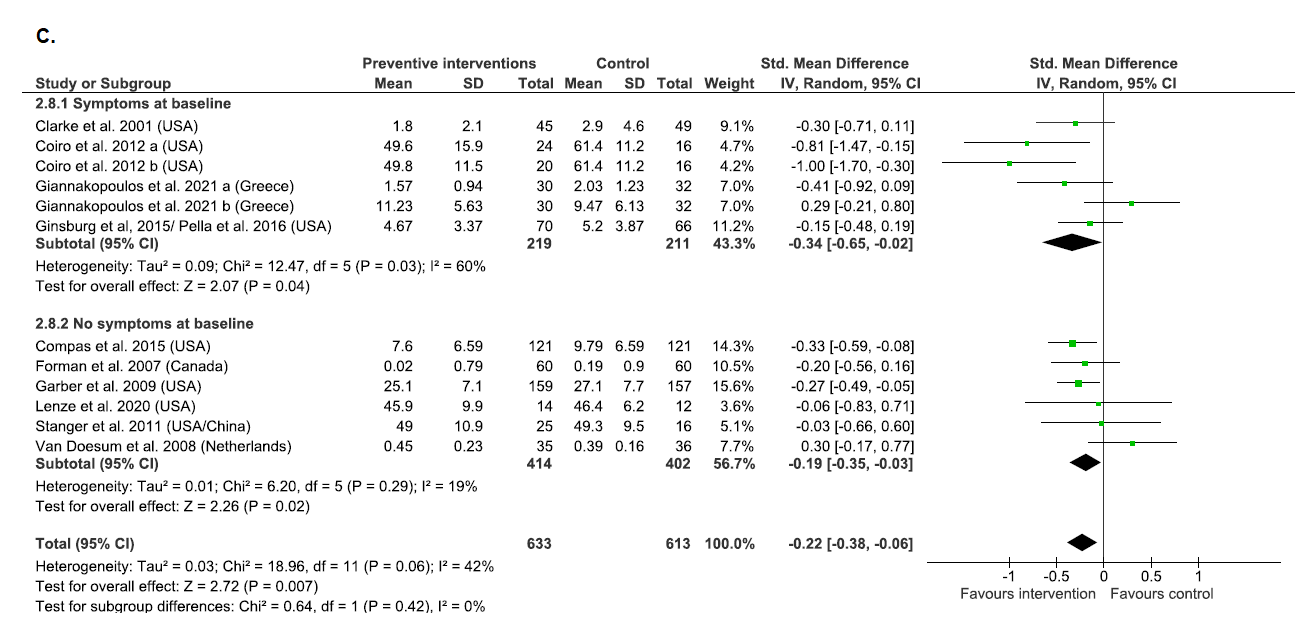 C.
Preventive interventions Control Std. Mean Difference Std. Mean Difference
Study or Subgroup Mean SD Total Mean SD Total Weight IV, Random, 95% CI IV, Random, 95% CI
2.8.1 Symptoms at baseline
Clarke et al. 2001 (USA) 1.8 2.1 45 2.9 4.6 49 9.1% -0.30 [-0.71, 0.11]
Coiro et al. 2012 a (USA) 49.6 15.9 24 61.4 11.2 16 4.7% -0.81 [-1.47, -0.15]
Coiro et al. 2012 b (USA) 49.8 11.5 20 61.4 11.2 16 4.2% -1.00 [-1.70, -0.30]
Giannakopoulos et al. 2021 a (Greece) 1.57 0.94 30 2.03 1.23 32 7.0% -0.41 [-0.92, 0.09]
Giannakopoulos et al. 2021 b (Greece) 11.23 5.63 30 9.47 6.13 32 7.0% 0.29 [-0.21, 0.80]
Ginsburg et al, 2015/ Pella et al. 2016 (USA) 4.67 3.37 70 5.2 3.87 66 11.2% -0.15 [-0.48, 0.19]
Subtotal (95% CI) 219 211 43.3% -0.34 [-0.65, -0.02]
Heterogeneity: Tau² = 0.09; Chi² = 12.47, df = 5 (P = 0.03); I² = 60%
Test for overall effect: Z = 2.07 (P = 0.04)
2.8.2 No symptoms at baseline
Compas et al. 2015 (USA) 7.6 6.59 121 9.79 6.59 121 14.3% -0.33 [-0.59, -0.08]
Forman et al. 2007 (Canada) 0.02 0.79 60 0.19 0.9 60 10.5% -0.20 [-0.56, 0.16]
Garber et al. 2009 (USA) 25.1 7.1 159 27.1 7.7 157 15.6% -0.27 [-0.49, -0.05]
Lenze et al. 2020 (USA) 45.9 9.9 14 46.4 6.2 12 3.6% -0.06 [-0.83, 0.71]
Stanger et al. 2011 (USA/China) 49 10.9 25 49.3 9.5 16 5.1% -0.03 [-0.66, 0.60]
Van Doesum et al. 2008 (Netherlands) 0.45 0.23 35 0.39 0.16 36 7.7% 0.30 [-0.17, 0.77]
Subtotal (95% CI) 414 402 56.7% -0.19 [-0.35, -0.03]
Heterogeneity: Tau² = 0.01; Chi² = 6.20, df = 5 (P = 0.29); I² = 19%
Test for overall effect: Z = 2.26 (P = 0.02)
Total (95% CI) 633 613 100.0% -0.22 [-0.38, -0.06]
Heterogeneity: Tau² = 0.03; Chi² = 18.96, df = 11 (P = 0.06); I² = 42%
Test for overall effect: Z = 2.72 (P = 0.007)
Test for subgroup differences: Chi² = 0.64, df = 1 (P = 0.42), I² = 0%
-1 -0.5 0 0.5 1
Favours intervention Favours control